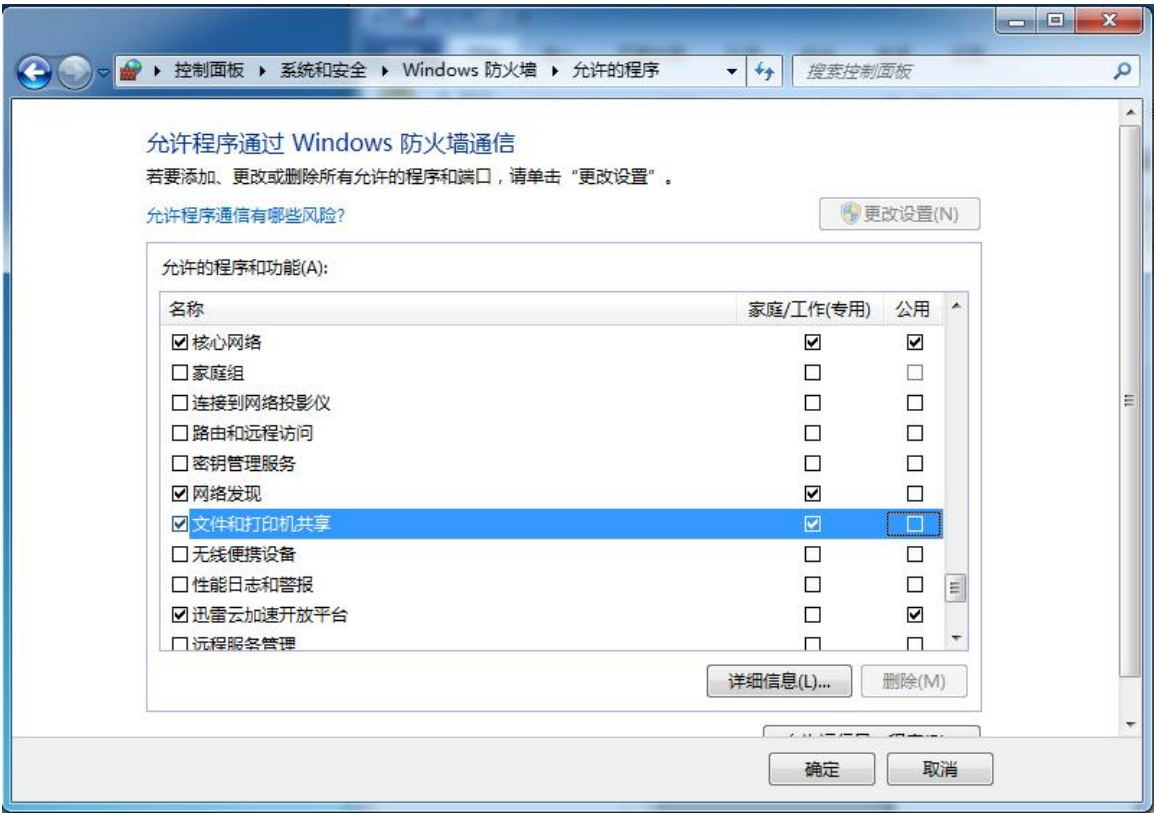 控制面板 ▸ 系统和安全 ▸ Windows 防火墙 ▸ 允许的程序
搜索控制面板
允许程序通过 Windows 防火墙通信
若要添加、更改或删除所有允许的程序和端口，请单击“更改设置”。
允许程序通信有哪些风险?
更改设置(N)
允许的程序和功能(A):
名称 家庭/工作(专用) 公用
核心网络
家庭组
连接到网络投影仪
路由和远程访问
密钥管理服务
网络发现
文件和打印机共享
无线便携设备
性能日志和警报
迅雷云加速开放平台
远程服务管理
详细信息(L)... 删除(M)
确定 取消